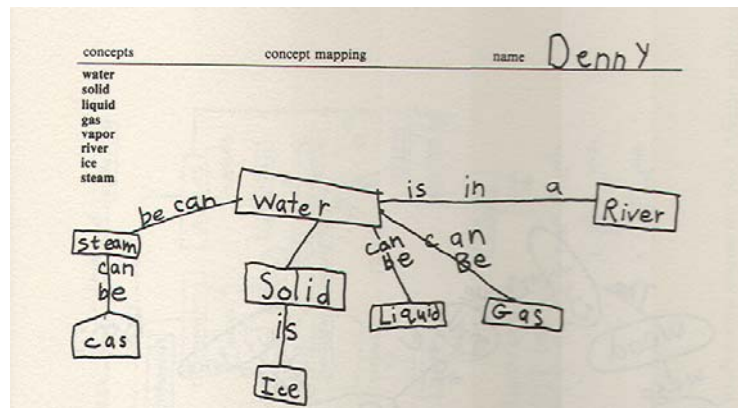 concepts concept mapping name Denny
water
solid
liquid
gas
vapor
river
ice
steam
Water is in a River
be can
steam
can
be
cas
Solid
is
Ice
can
be
Liquid
can
Be
Gas